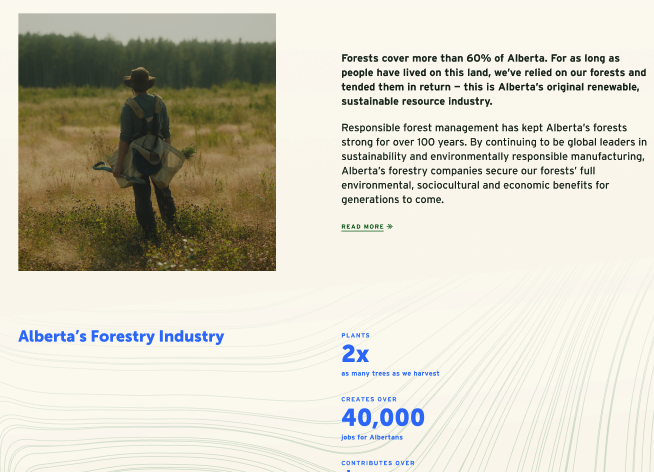 Forests cover more than 60% of Alberta. For as long as
people have lived on this land, we've relied on our forests and
tended them in return – this is Alberta's original renewable,
sustainable resource industry.
Responsible forest management has kept Alberta's forests
strong for over 100 years. By continuing to be global leaders in
sustainability and environmentally responsible manufacturing,
Alberta's forestry companies secure our forests' full
environmental, sociocultural and economic benefits for
generations to come.
READ MORE
Alberta's Forestry Industry
PLANTS
2x
as many trees as we harvest
CREATES OVER
40,000
jobs for Albertans
CONTRIBUTES OVER